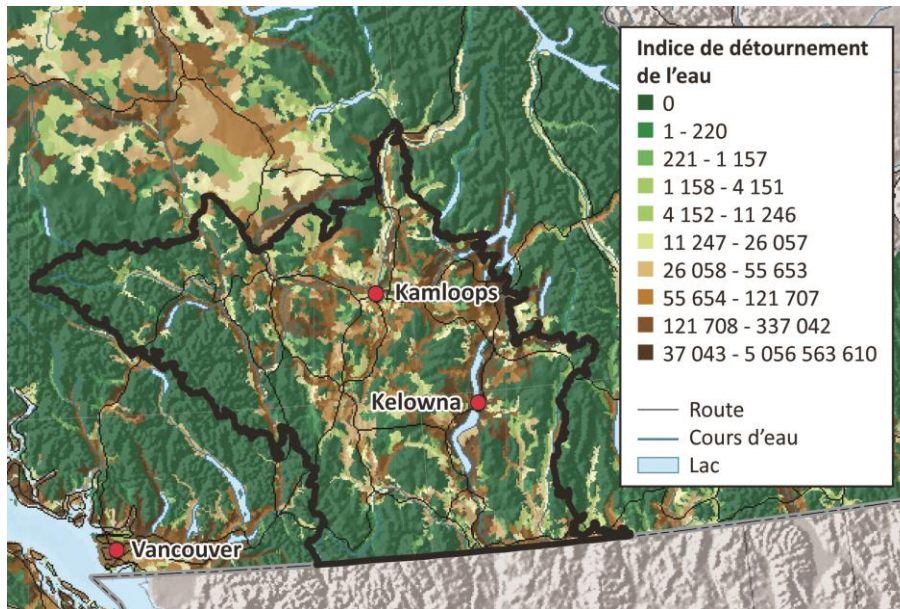 Indice de détournement
de l'eau
0
1 - 220
221 - 1 157
1 158 - 4 151
4 152 - 11 246
11 247 - 26 057
26 058 - 55 653
55 654 - 121 707
121 708 - 337 042
37 043 - 5 056 563 610
Route
Cours d'eau
Lac
Kamloops
Kelowna
Vancouver